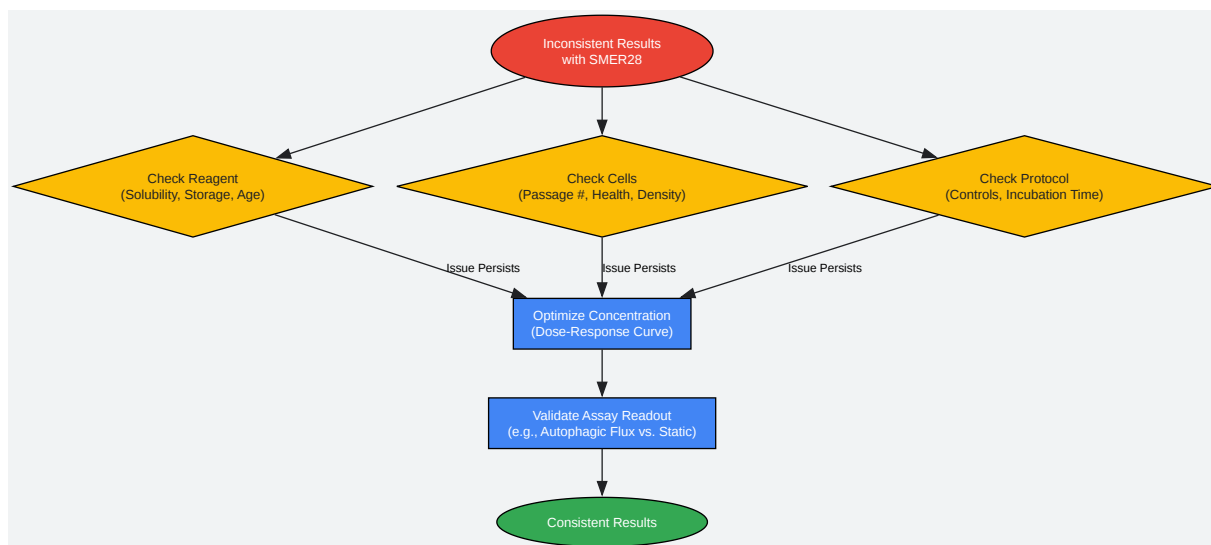 Inconsistent Results
with SMER28
Check Reagent
(Solubility, Storage, Age)
Check Cells
(Passage #, Health, Density)
Check Protocol
(Controls, Incubation Time)
Issue Persists
Issue Persists
Issue Persists
Optimize Concentration
(Dose-Response Curve)
Validate Assay Readout
(e.g., Autophagic Flux vs. Static)
Consistent Results